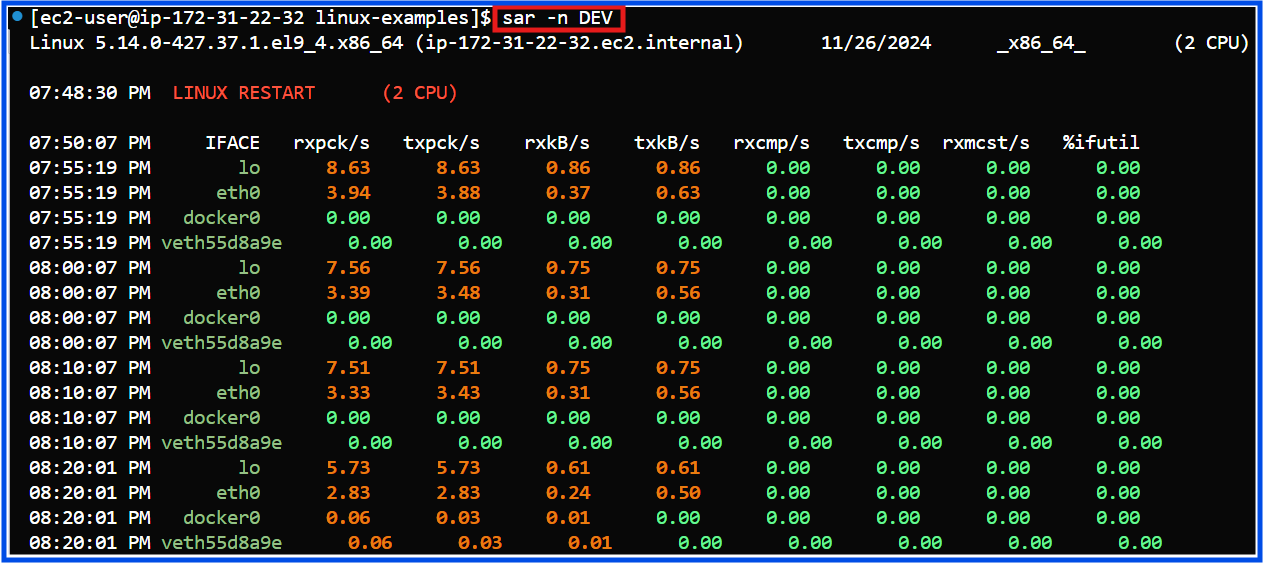 [ec2-user@ip-172-31-22-32 linux-examples]$ sar -n DEV
Linux 5.14.0-427.37.1.el9_4.x86_64 (ip-172-31-22-32.ec2.internal) 11/26/2024 _x86_64_ (2 CPU)
07:48:30 PM LINUX RESTART (2 CPU)
07:50:07 PM IFACE rxpck/s txpck/s rxkB/s txkB/s rxcmp/s txcmp/s rxmcst/s %ifutil
07:55:19 PM lo 8.63 8.63 0.86 0.86 0.00 0.00 0.00 0.00
07:55:19 PM eth0 3.94 3.88 0.37 0.63 0.00 0.00 0.00 0.00
07:55:19 PM docker0 0.00 0.00 0.00 0.00 0.00 0.00 0.00 0.00
07:55:19 PM veth55d8a9e 0.00 0.00 0.00 0.00 0.00 0.00 0.00 0.00
08:00:07 PM lo 7.56 7.56 0.75 0.75 0.00 0.00 0.00 0.00
08:00:07 PM eth0 3.39 3.48 0.31 0.56 0.00 0.00 0.00 0.00
08:00:07 PM docker0 0.00 0.00 0.00 0.00 0.00 0.00 0.00 0.00
08:00:07 PM veth55d8a9e 0.00 0.00 0.00 0.00 0.00 0.00 0.00 0.00
08:10:07 PM lo 7.51 7.51 0.75 0.75 0.00 0.00 0.00 0.00
08:10:07 PM eth0 3.33 3.43 0.31 0.56 0.00 0.00 0.00 0.00
08:10:07 PM docker0 0.00 0.00 0.00 0.00 0.00 0.00 0.00 0.00
08:10:07 PM veth55d8a9e 0.00 0.00 0.00 0.00 0.00 0.00 0.00 0.00
08:20:01 PM lo 5.73 5.73 0.61 0.61 0.00 0.00 0.00 0.00
08:20:01 PM eth0 2.83 2.83 0.24 0.50 0.00 0.00 0.00 0.00
08:20:01 PM docker0 0.06 0.03 0.01 0.00 0.00 0.00 0.00 0.00
08:20:01 PM veth55d8a9e 0.06 0.03 0.01 0.00 0.00 0.00 0.00 0.00